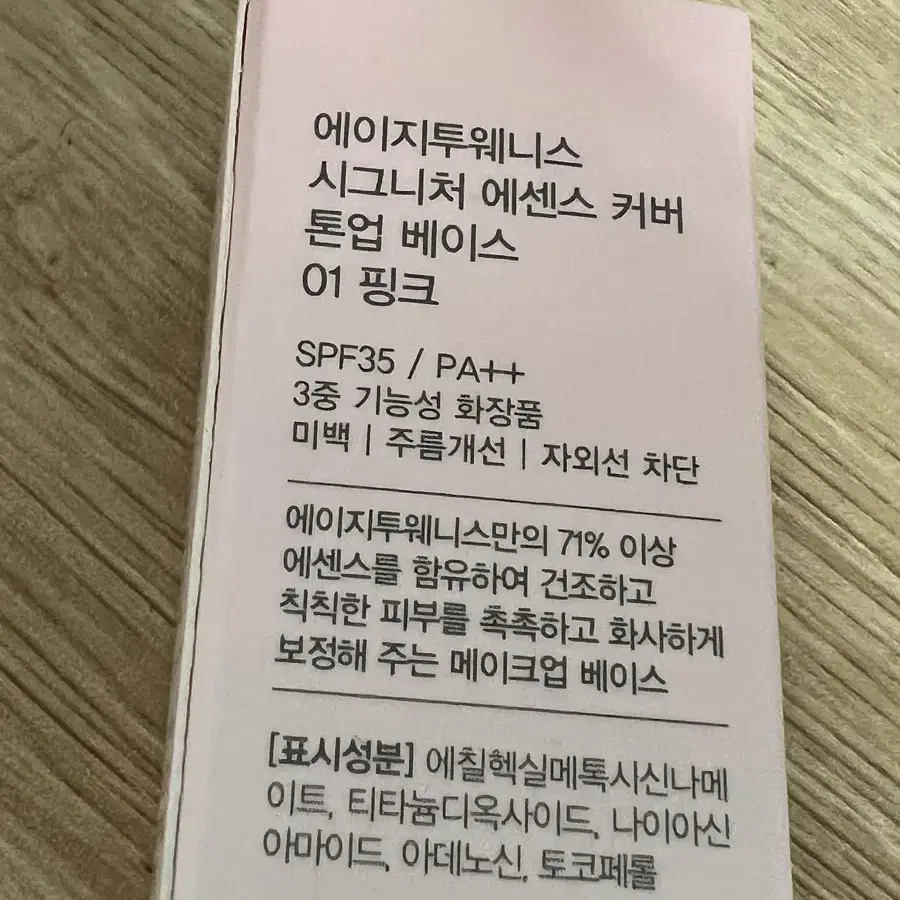 에이지투웨니스
시그니처 에센스 커버
톤업 베이스
01 핑크
SPF35 / PA++
3중 기능성 화장품
미백 | 주름개선 | 자외선 차단
에이지투웨니스만의 71% 이상
에센스를 함유하여 건조하고
칙칙한 피부를 촉촉하고 화사하게
보정해 주는 메이크업 베이스
[표시성분] 에칠헥실메톡시신나메
이트, 티타늄디옥사이드, 나이아신
아마이드, 아데노신, 토코페롤